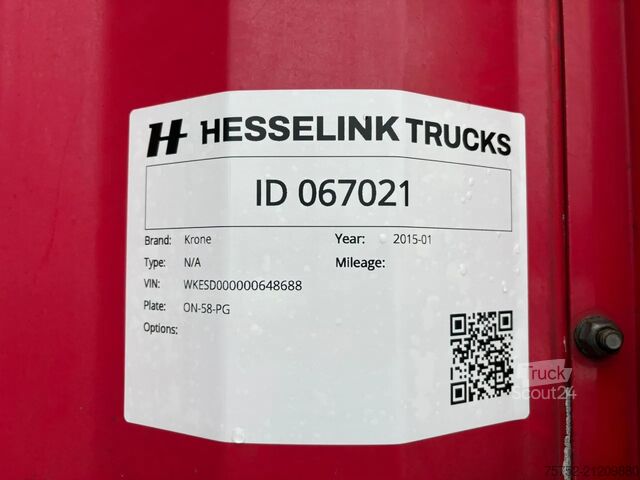 HESSELINK TRUCKS
ID 067021
Brand: Krone Year: 2015-01
Type: N/A Mileage:
VIN: WKESD000000648688
Plate: ON-58-PG
Options:
Truck
Scout24